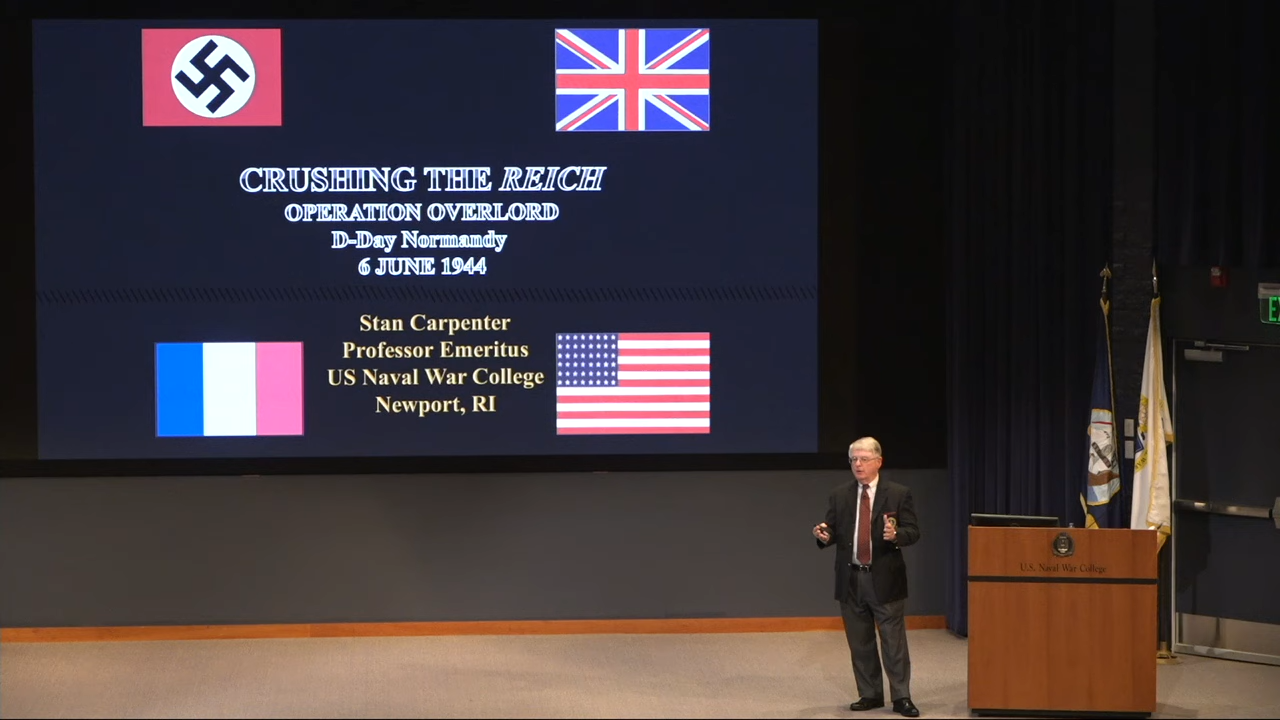 CRUSHING THE REICH
OPERATION OVERLORD
D-Day Normandy
6 JUNE 1944
Stan Carpenter
Professor Emeritus
US Naval War College
Newport, RI
U.S. Naval War College